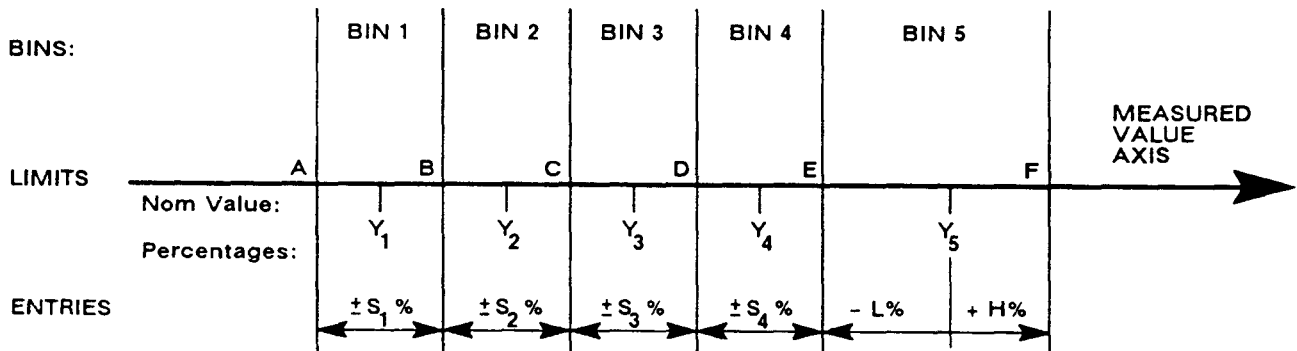 BINS: BIN 1 BIN 2 BIN 3 BIN 4 BIN 5
MEASURED
VALUE
AXIS
LIMITS A B C D E F
Nom Value: Y₁ Y₂ Y₃ Y₄ Y₅
Percentages:
ENTRIES ± S₁ % ± S₂ % ± S₃ % ± S₄ % - L% + H%